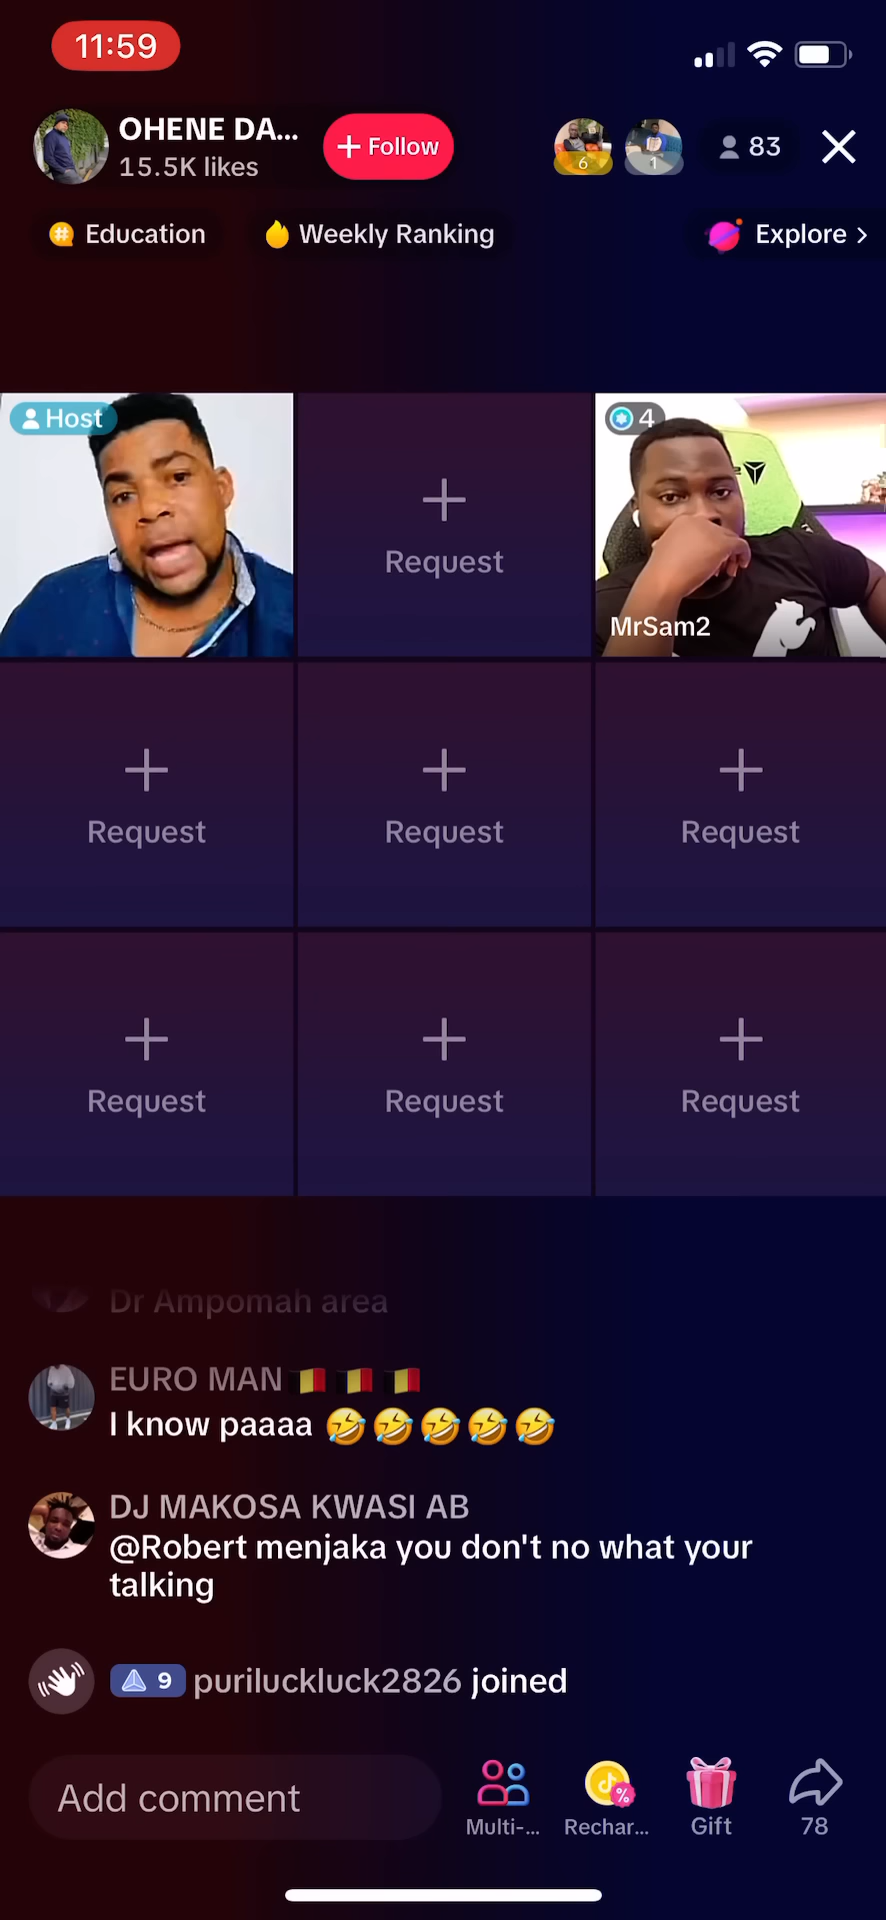 11:59
OHENE DA...
15.5K likes
+ Follow
6
1
83
Education
Weekly Ranking
Explore >
Host
Request
4
MrSam2
Request
Request
Request
Request
Request
Request
Dr Ampomah area
EURO MAN🇧🇪🇧🇪🇧🇪
I know paaaa 🤣🤣🤣🤣🤣
DJ MAKOSA KWASI AB
@Robert menjaka you don't no what your
talking
9 puriluckluck2826 joined
Add comment
Multi-...
Rechar...
Gift
78